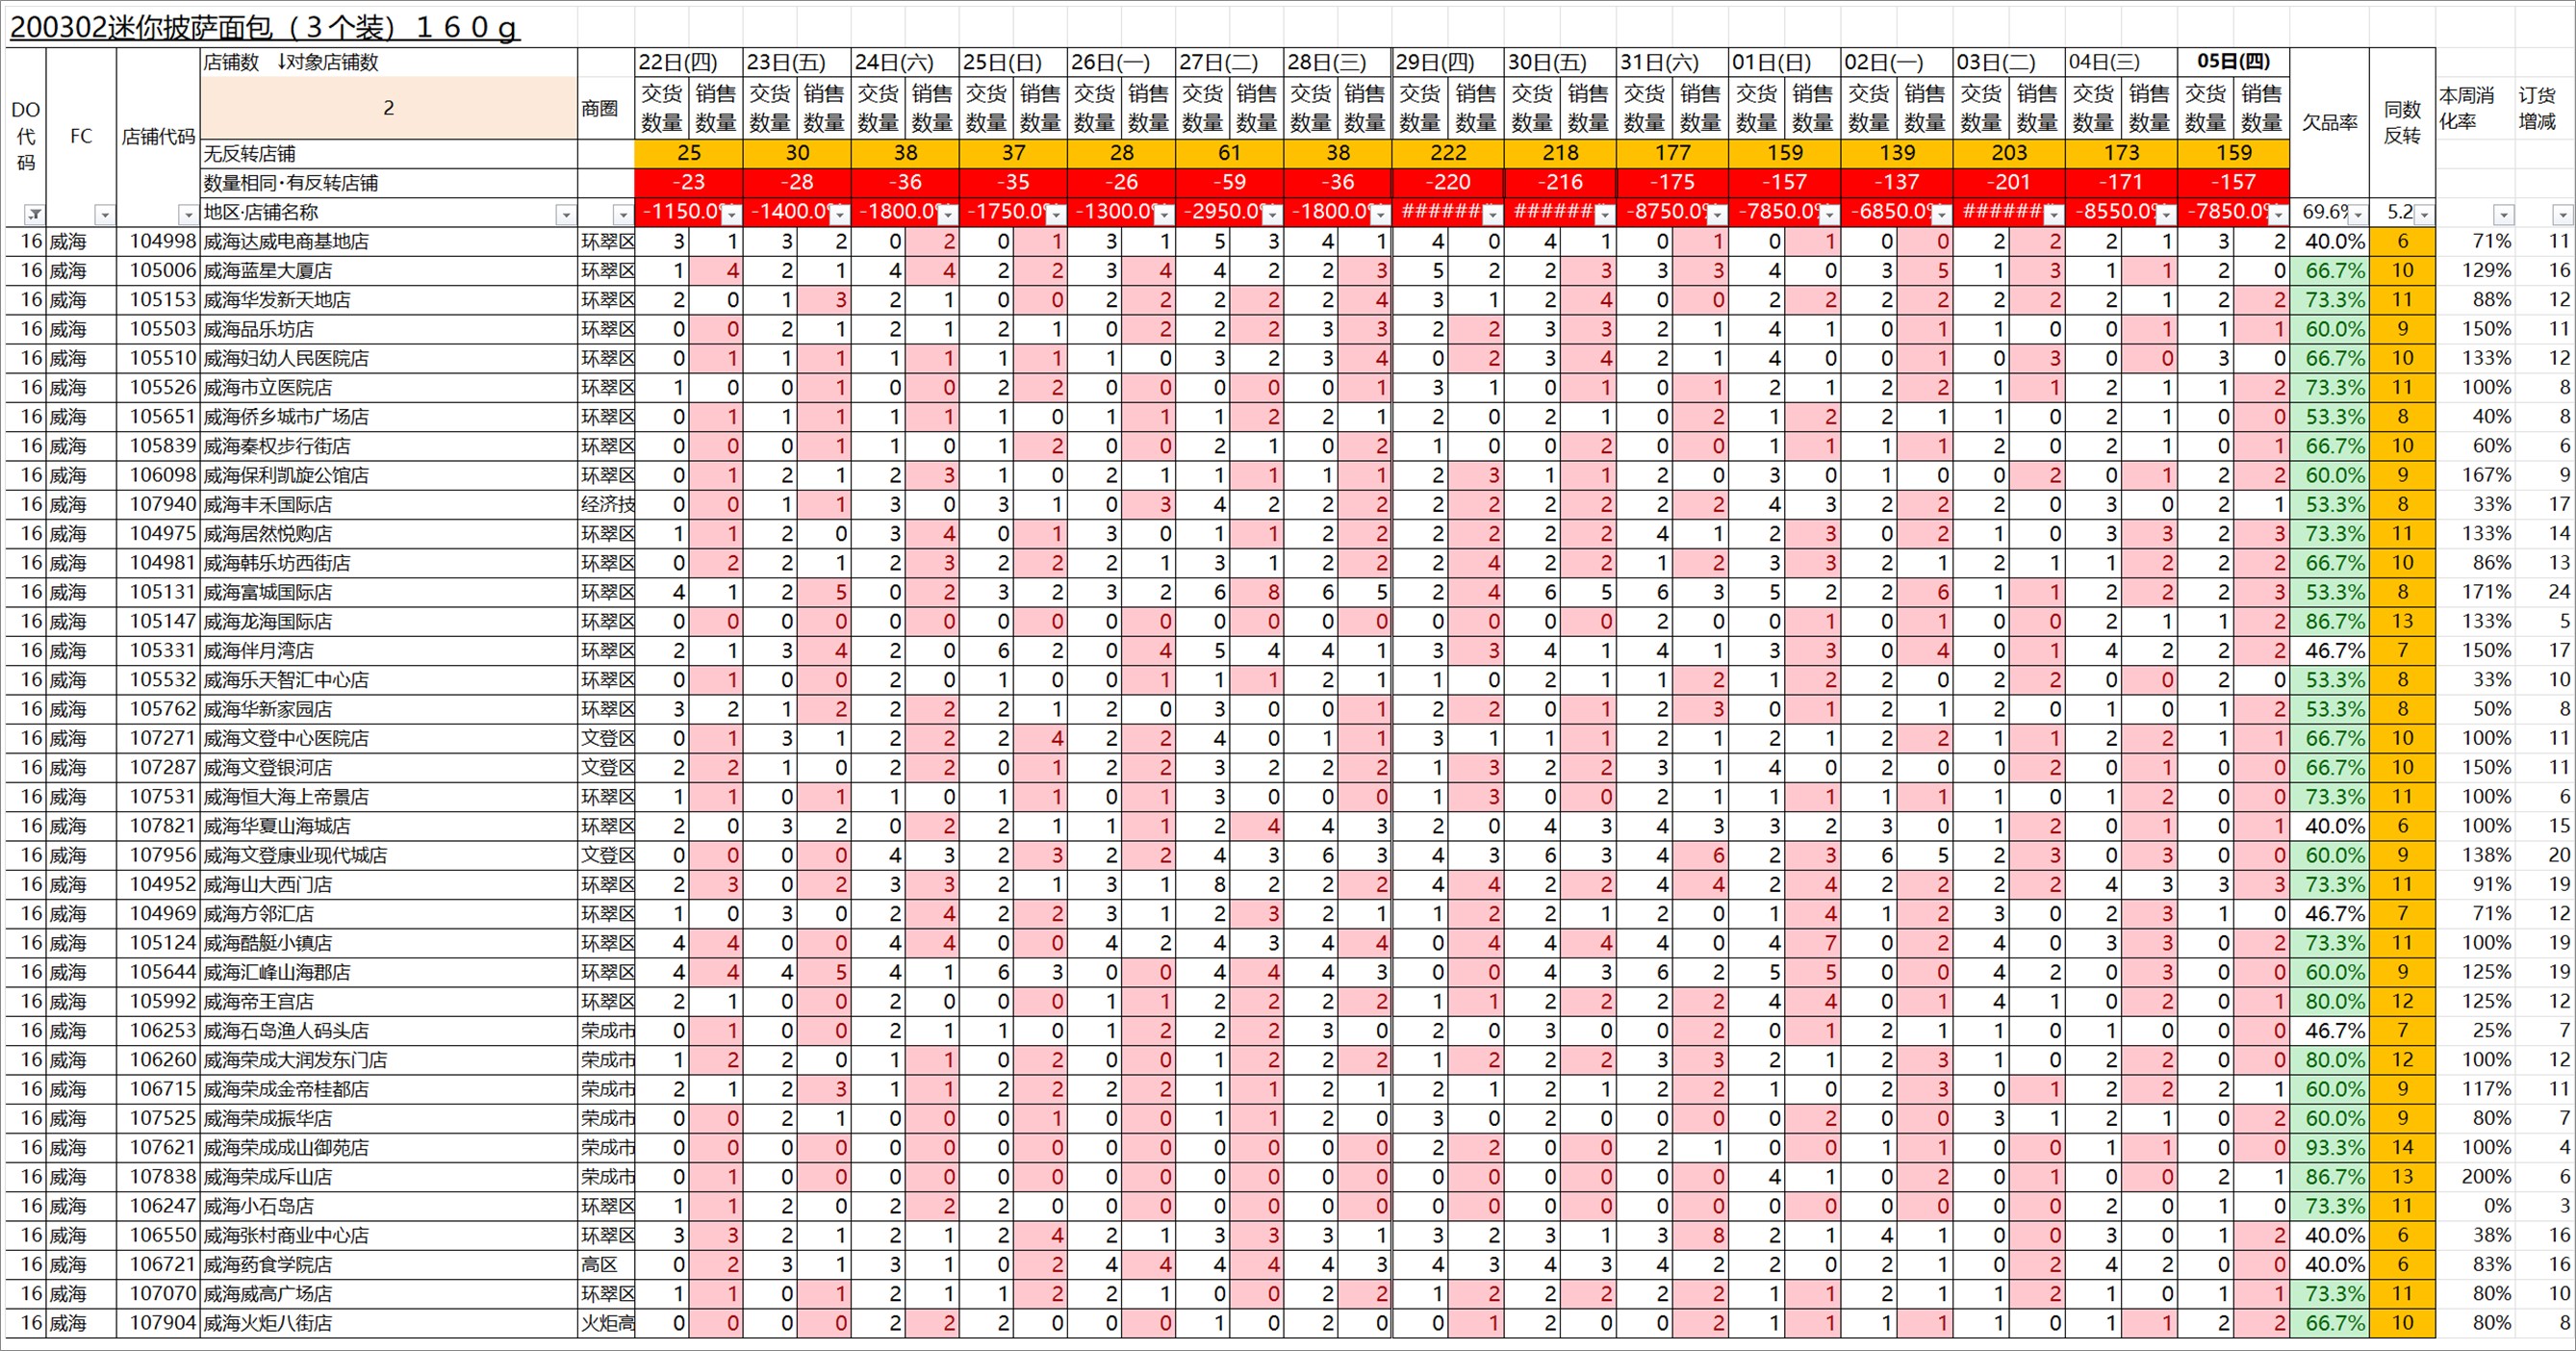 200302迷你披萨面包（３个装）１６０ｇ
店铺数 ↓对象店铺数 22日(四) 23日(五) 24日(六) 25日(日) 26日(一) 27日(二) 28日(三) 29日(四) 30日(五) 31日(六) 01日(日) 02日(一) 03日(二) 04日(三) 05日(四)
DO代码 FC 店铺代码 2 商圈 交货数量 销售数量 交货数量 销售数量 交货数量 销售数量 交货数量 销售数量 交货数量 销售数量 交货数量 销售数量 交货数量 销售数量 交货数量 销售数量 交货数量 销售数量 交货数量 销售数量 交货数量 销售数量 交货数量 销售数量 交货数量 销售数量 交货数量 销售数量 交货数量 销售数量 欠品率 同数反转 本周消化率 订货增减
无反转店铺 25 30 38 37 28 61 38 222 218 177 159 139 203 173 159
数量相同·有反转店铺 -23 -28 -36 -35 -26 -59 -36 -220 -216 -175 -157 -137 -201 -171 -157
地区·店铺名称 -1150.0% -1400.0% -1800.0% -1750.0% -1300.0% -2950.0% -1800.0% ###### ###### -8750.0% -7850.0% -6850.0% ###### -8550.0% -7850.0% 69.6% 5.2
16 威海 104998 威海达威电商基地店 环翠区 3 1 3 2 0 2 0 1 3 1 5 3 4 1 4 0 4 1 0 1 0 1 0 0 2 2 2 1 3 2 40.0% 6 71% 11
16 威海 105006 威海蓝星大厦店 环翠区 1 4 2 1 4 4 2 2 3 4 4 2 2 3 5 2 2 3 3 3 4 0 3 5 1 3 1 1 2 0 66.7% 10 129% 16
16 威海 105153 威海华发新天地店 环翠区 2 0 1 3 2 1 0 0 2 2 2 2 2 4 3 1 2 4 0 0 2 2 2 2 2 2 2 1 2 2 73.3% 11 88% 12
16 威海 105503 威海品乐坊店 环翠区 0 0 2 1 2 1 2 1 0 2 2 2 3 3 2 2 3 3 2 1 4 1 0 1 1 0 0 1 1 1 60.0% 9 150% 11
16 威海 105510 威海妇幼人民医院店 环翠区 0 1 1 1 1 1 1 1 1 0 3 2 3 4 0 2 3 4 2 1 4 0 0 1 0 3 0 0 3 0 66.7% 10 133% 12
16 威海 105526 威海市立医院店 环翠区 1 0 0 1 0 0 2 2 0 0 0 0 0 1 3 1 0 1 0 1 2 1 2 2 1 1 2 1 1 2 73.3% 11 100% 8
16 威海 105651 威海侨乡城市广场店 环翠区 0 1 1 1 1 1 1 0 1 1 1 2 2 1 2 0 2 1 0 2 1 2 2 1 1 0 2 1 0 0 53.3% 8 40% 8
16 威海 105839 威海秦权步行街店 环翠区 0 0 0 1 1 0 1 2 0 0 2 1 0 2 1 0 0 2 0 0 1 1 1 1 2 0 2 1 0 1 66.7% 10 60% 6
16 威海 106098 威海保利凯旋公馆店 环翠区 0 1 2 1 2 3 1 0 2 1 1 1 1 1 2 3 1 1 2 0 3 0 1 0 0 2 0 1 2 2 60.0% 9 167% 9
16 威海 107940 威海丰禾国际店 经济技 0 0 1 1 3 0 3 1 0 3 4 2 2 2 2 2 2 2 2 2 4 3 2 2 2 0 3 0 2 1 53.3% 8 33% 17
16 威海 104975 威海居然悦购店 环翠区 1 1 2 0 3 4 0 1 3 0 1 1 2 2 2 2 2 2 4 1 2 3 0 2 1 0 3 3 2 3 73.3% 11 133% 14
16 威海 104981 威海韩乐坊西街店 环翠区 0 2 2 1 2 3 2 2 2 1 3 1 2 2 2 4 2 2 1 2 3 3 2 1 2 1 1 2 2 2 66.7% 10 86% 13
16 威海 105131 威海富城国际店 环翠区 4 1 2 5 0 2 3 2 3 2 6 8 6 5 2 4 6 5 6 3 5 2 2 6 1 1 2 2 2 3 53.3% 8 171% 24
16 威海 105147 威海龙海国际店 环翠区 0 0 0 0 0 0 0 0 0 0 0 0 0 0 0 0 0 0 2 0 0 1 0 1 0 0 2 1 1 2 86.7% 13 133% 5
16 威海 105331 威海伴月湾店 环翠区 2 1 3 4 2 0 6 2 0 4 5 4 4 1 3 3 4 1 4 1 3 3 0 4 0 1 4 2 2 2 46.7% 7 150% 17
16 威海 105532 威海乐天智汇中心店 环翠区 0 1 0 0 2 0 1 0 0 1 1 1 2 1 1 0 2 1 1 2 1 2 2 0 2 2 0 0 2 0 53.3% 8 33% 10
16 威海 105762 威海华新家园店 环翠区 3 2 1 2 2 2 2 1 2 0 3 0 0 1 2 2 0 1 2 3 0 1 2 1 2 0 1 0 1 2 53.3% 8 50% 8
16 威海 107271 威海文登中心医院店 文登区 0 1 3 1 2 2 2 4 2 2 4 0 1 1 3 1 1 1 2 1 2 1 2 2 1 1 2 2 1 1 66.7% 10 100% 11
16 威海 107287 威海文登银河店 文登区 2 2 1 0 2 2 0 1 2 2 3 2 2 2 1 3 2 2 3 1 4 0 2 0 0 2 0 1 0 0 66.7% 10 150% 11
16 威海 107531 威海恒大海上帝景店 环翠区 1 1 0 1 1 0 1 1 0 1 3 0 0 0 1 3 0 0 2 1 1 1 1 1 1 0 1 2 0 0 73.3% 11 100% 6
16 威海 107821 威海华夏山海城店 环翠区 2 0 3 2 0 2 2 1 1 1 2 4 4 3 2 0 4 3 4 3 3 2 3 0 1 2 0 1 0 1 40.0% 6 100% 15
16 威海 107956 威海文登康业现代城店 文登区 0 0 0 0 4 3 2 3 2 2 4 3 6 3 4 3 6 3 4 6 2 3 6 5 2 3 0 3 0 0 60.0% 9 138% 20
16 威海 104952 威海山大西门店 环翠区 2 3 0 2 3 3 2 1 3 1 8 2 2 2 4 4 2 2 4 4 2 4 2 2 2 2 4 3 3 3 73.3% 11 91% 19
16 威海 104969 威海方邻汇店 环翠区 1 0 3 0 2 4 2 2 3 1 2 3 2 1 1 2 2 1 2 0 1 4 1 2 3 0 2 3 1 0 46.7% 7 71% 12
16 威海 105124 威海酷艇小镇店 环翠区 4 4 0 0 4 4 0 0 4 2 4 3 4 4 0 4 4 4 4 0 4 7 0 2 4 0 3 3 0 2 73.3% 11 100% 19
16 威海 105644 威海汇峰山海郡店 环翠区 4 4 4 5 4 1 6 3 0 0 4 4 4 3 0 0 4 3 6 2 5 5 0 0 4 2 0 3 0 0 60.0% 9 125% 19
16 威海 105992 威海帝王宫店 环翠区 2 1 0 0 2 0 0 0 1 1 2 2 2 2 1 1 2 2 2 2 4 4 0 1 4 1 0 2 0 1 80.0% 12 125% 12
16 威海 106253 威海石岛渔人码头店 荣成市 0 1 0 0 2 1 1 0 1 2 2 2 3 0 2 0 3 0 0 2 0 1 2 1 1 0 1 0 0 0 46.7% 7 25% 7
16 威海 106260 威海荣成大润发东门店 荣成市 1 2 2 0 1 1 0 2 0 0 1 2 2 2 1 2 2 2 3 3 2 1 2 3 1 0 2 2 0 0 80.0% 12 100% 12
16 威海 106715 威海荣成金帝桂都店 荣成市 2 1 2 3 1 1 2 2 2 2 1 1 2 1 2 1 2 1 2 2 1 0 2 3 0 1 2 2 2 1 60.0% 9 117% 11
16 威海 107525 威海荣成振华店 荣成市 0 0 2 1 0 0 0 1 0 0 1 1 2 0 3 0 2 0 0 0 0 2 0 0 3 1 2 1 0 2 60.0% 9 80% 7
16 威海 107621 威海荣成成山御苑店 荣成市 0 0 0 0 0 0 0 0 0 0 0 0 0 0 2 2 0 0 2 1 0 0 1 1 0 0 1 1 0 0 93.3% 14 100% 4
16 威海 107838 威海荣成斥山店 荣成市 0 1 0 0 0 0 0 0 0 0 0 0 0 0 0 0 0 0 0 0 4 1 0 2 0 1 0 0 2 1 86.7% 13 200% 6
16 威海 106247 威海小石岛店 环翠区 1 1 2 0 2 2 2 0 0 0 0 0 0 0 0 0 0 0 0 0 0 0 0 0 0 0 2 0 1 0 73.3% 11 0% 3
16 威海 106550 威海张村商业中心店 环翠区 3 3 2 1 2 1 2 4 2 1 3 3 3 1 3 2 3 1 3 8 2 1 4 1 0 0 3 0 1 2 40.0% 6 38% 16
16 威海 106721 威海药食学院店 高区 0 2 3 1 3 1 0 2 4 4 4 4 4 3 4 3 4 3 4 2 2 0 2 1 0 2 4 2 0 0 40.0% 6 83% 16
16 威海 107070 威海威高广场店 环翠区 1 1 0 1 2 1 1 2 2 1 0 0 2 2 1 2 2 2 2 2 1 1 2 1 1 2 1 0 1 1 73.3% 11 80% 10
16 威海 107904 威海火炬八街店 火炬高 0 0 0 0 2 2 2 0 0 0 1 0 2 0 0 1 2 0 0 2 1 1 1 1 1 0 1 1 2 2 66.7% 10 80% 8